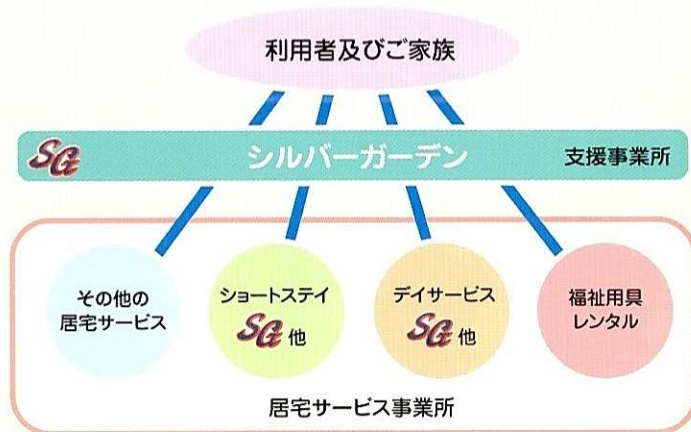 利用者及びご家族
SG シルバーガーデン 支援事業所
その他の
居宅サービス
ショートステイ
SG 他
デイサービス
SG 他
福祉用具
レンタル
居宅サービス事業所